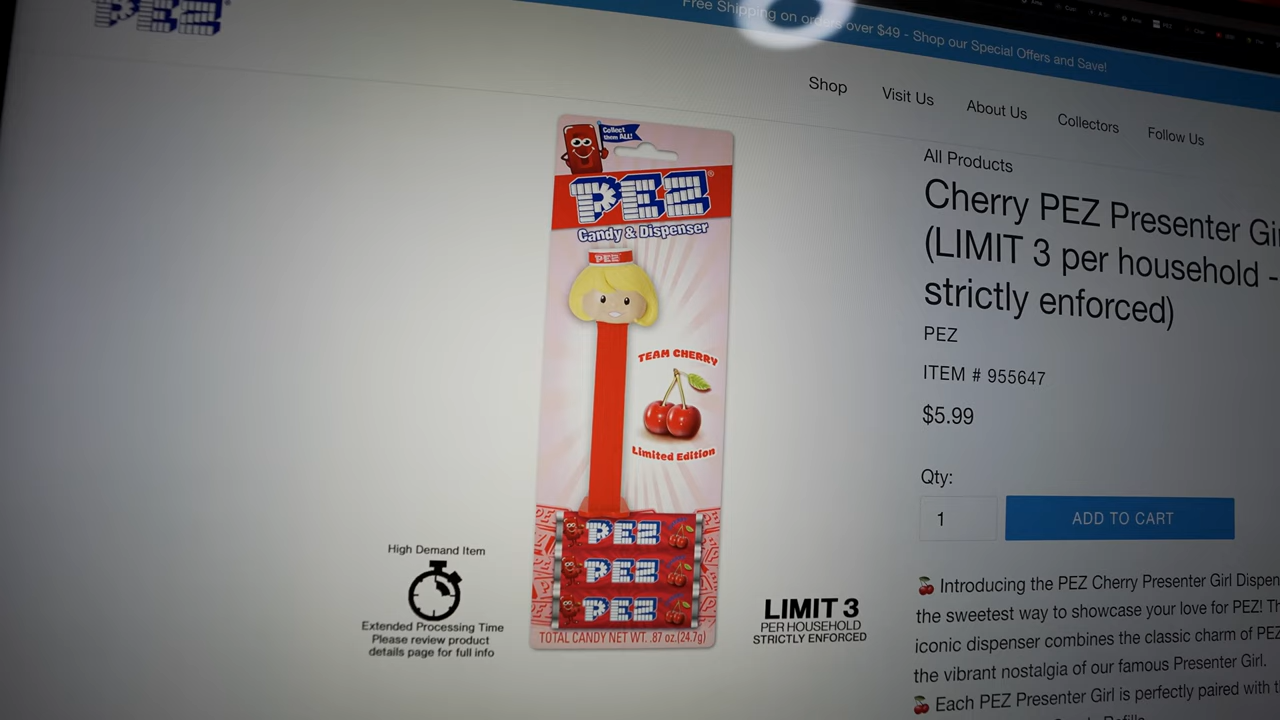 PEZ
Free Shipping on orders over $49 - Shop our Special Offers and Save!
Shop
Visit Us
About Us
Collectors
Follow Us
Collect
them ALL!
PEZ
Candy & Dispenser
PEZ
TEAM CHERRY
Limited Edition
PEZ
PEZ
PEZ
TOTAL CANDY NET WT. .87 oz.(24.7g)
High Demand Item
Extended Processing Time
Please review product
details page for full info
LIMIT 3
PER HOUSEHOLD
STRICTLY ENFORCED
All Products
Cherry PEZ Presenter
(LIMIT 3 per household -
strictly enforced)
PEZ
ITEM # 955647
$5.99
Qty:
1
ADD TO CART
🍒 Introducing the PEZ Cherry Presenter Girl
the sweetest way to showcase your love for PEZ!
iconic dispenser combines the classic charm of PEZ
the vibrant nostalgia of our famous Presenter Girl.
🍒 Each PEZ Presenter Girl is perfectly paired with